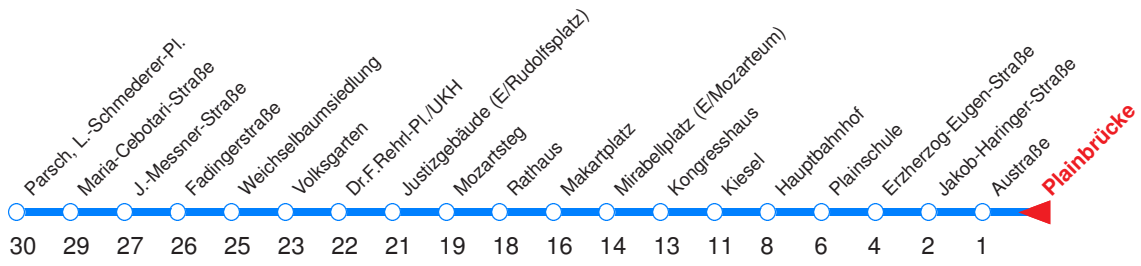 Parsch, L.-Schmederer-Pl.
Maria-Cebotari-Straße
J.-Messner-Straße
Fadingerstraße
Weichselbaumsiedlung
Volksgarten
Dr.F.Rehrl-Pl./UKH
Justizgebäude (E/Rudolfsplatz)
Mozartsteg
Rathaus
Makartplatz
Mirabellplatz (E/Mozarteum)
Kongresshaus
Kiesel
Hauptbahnhof
Plainschule
Erzherzog-Eugen-Straße
Jakob-Haringer-Straße
Austraße
Plainbrücke
30 29 27 26 25 23 22 21 19 18 16 14 13 11 8 6 4 2 1